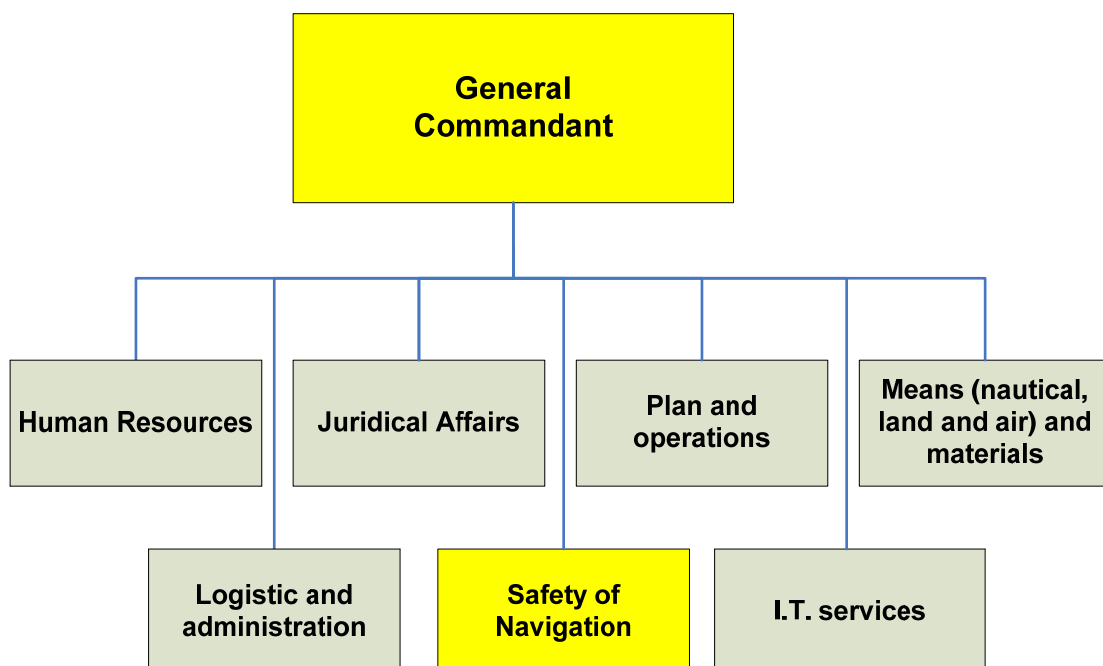 General
Commandant
Human Resources
Juridical Affairs
Plan and
operations
Means (nautical,
land and air) and
materials
Logistic and
administration
Safety of
Navigation
I.T. services